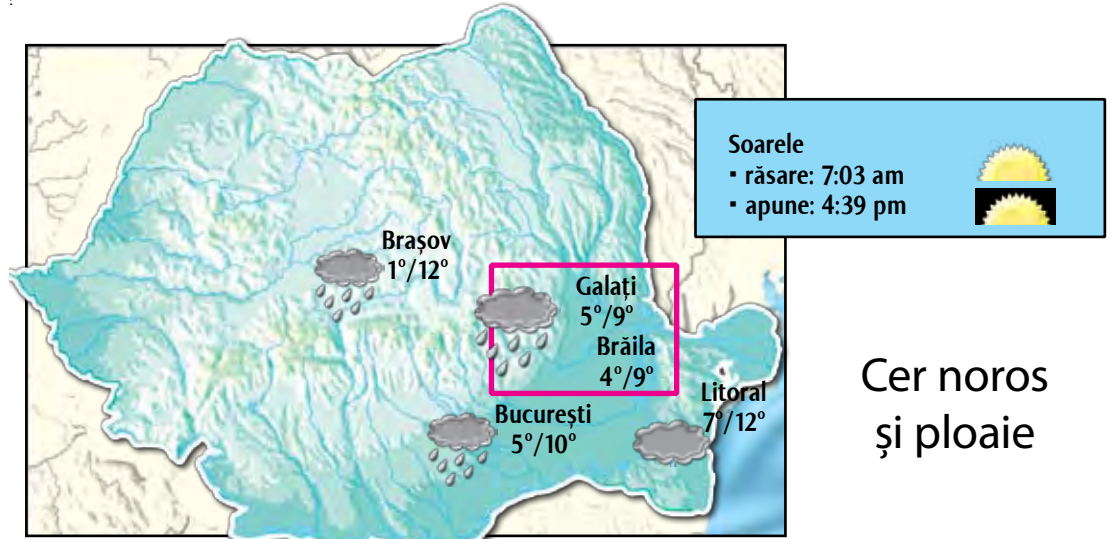 Soarele
▪ răsare: 7:03 am
▪ apune: 4:39 pm
Brașov
1°/12°
Galați
5°/9°
Brăila
4°/9°
Litoral
7°/12°
București
5°/10°
Cer noros
și ploaie